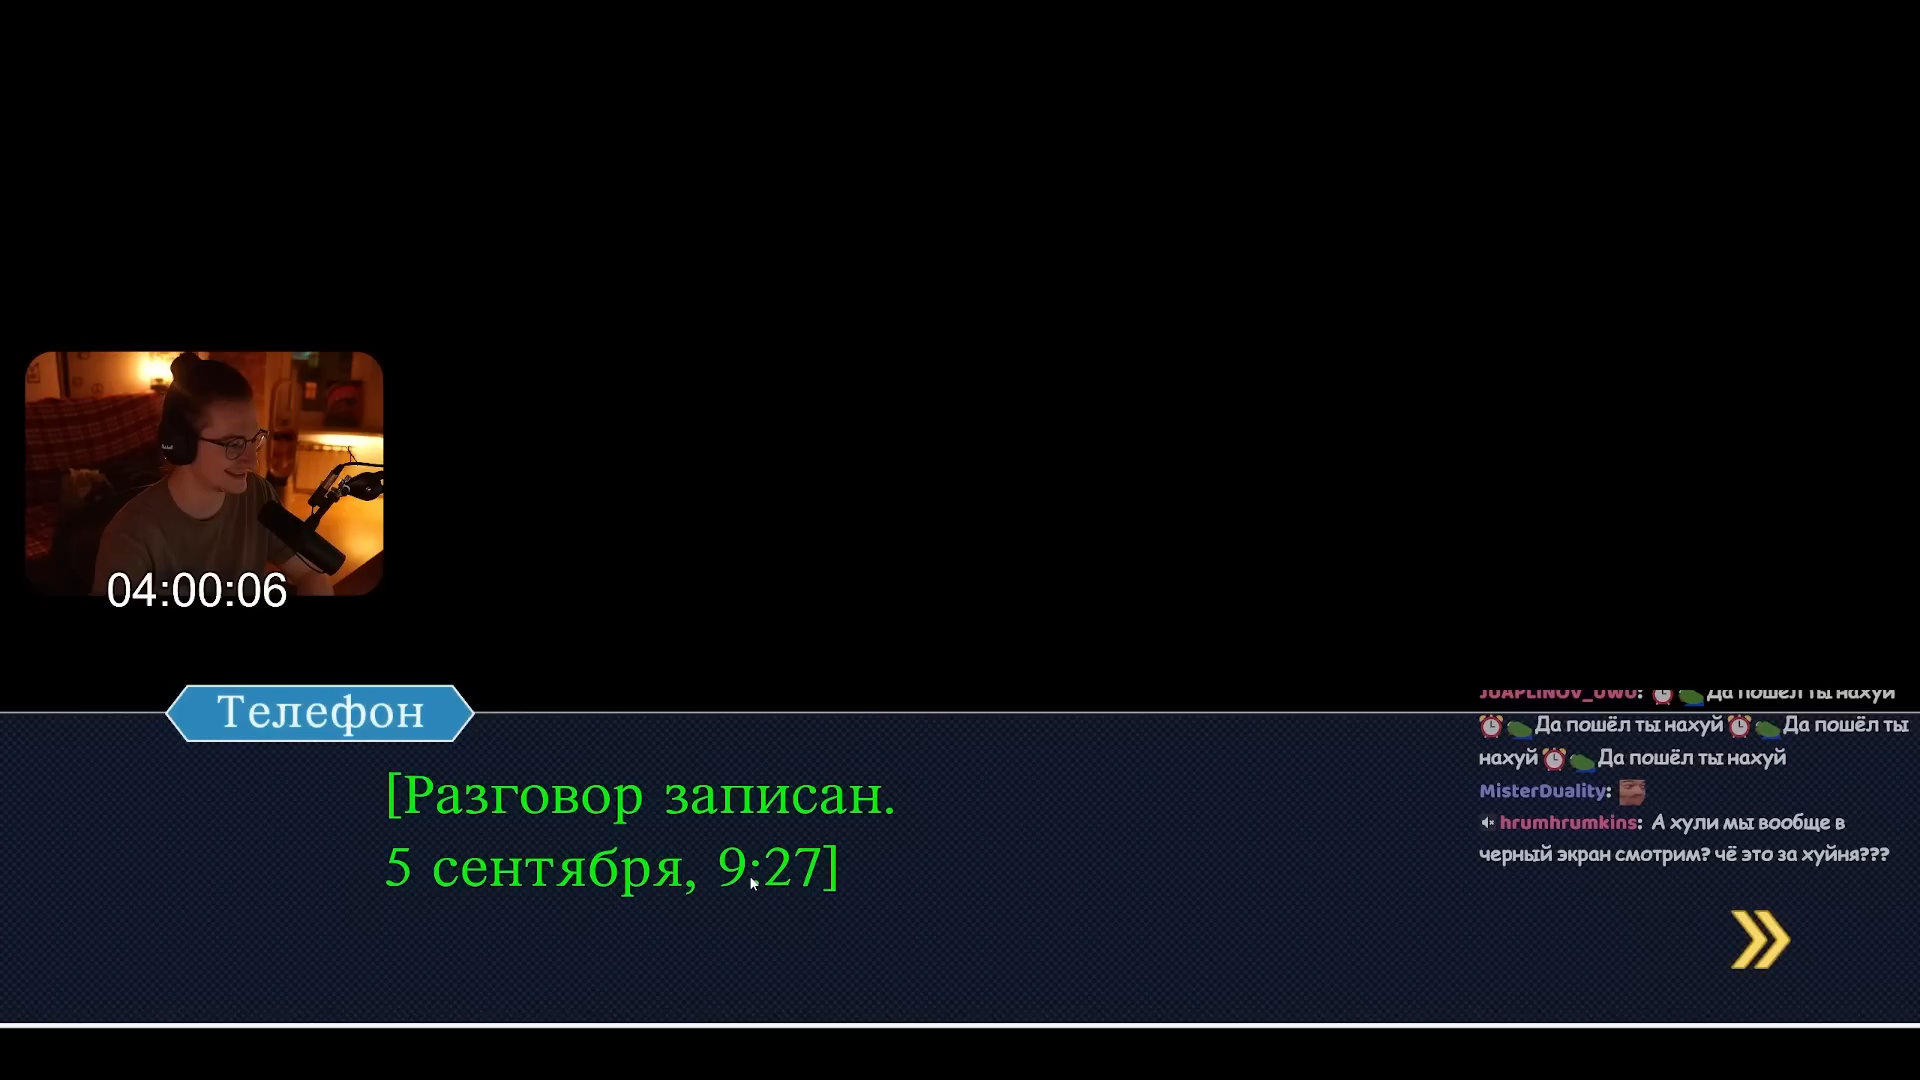 04:00:06
Телефон
[Разговор записан.
5 сентября, 9:27]
JUAPLINOV_UWU: Да пошёл ты нахуй
Да пошёл ты нахуй Да пошёл ты
нахуй Да пошёл ты нахуй
MisterDuality:
hrumhrumkins: А хули мы вообще в
черный экран смотрим? чё это за хуйня???